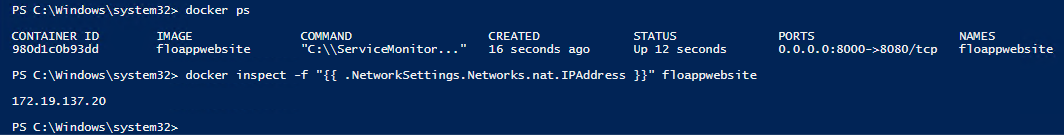 PS C:\Windows\system32> docker ps
CONTAINER ID IMAGE COMMAND CREATED STATUS PORTS NAMES
980d1c0b93dd floappwebsite "C:\\ServiceMonitor..." 16 seconds ago Up 12 seconds 0.0.0.0:8000->8080/tcp floappwebsite
PS C:\Windows\system32> docker inspect -f "{{ .NetworkSettings.Networks.nat.IPAddress }}" floappwebsite
172.19.137.20
PS C:\Windows\system32>